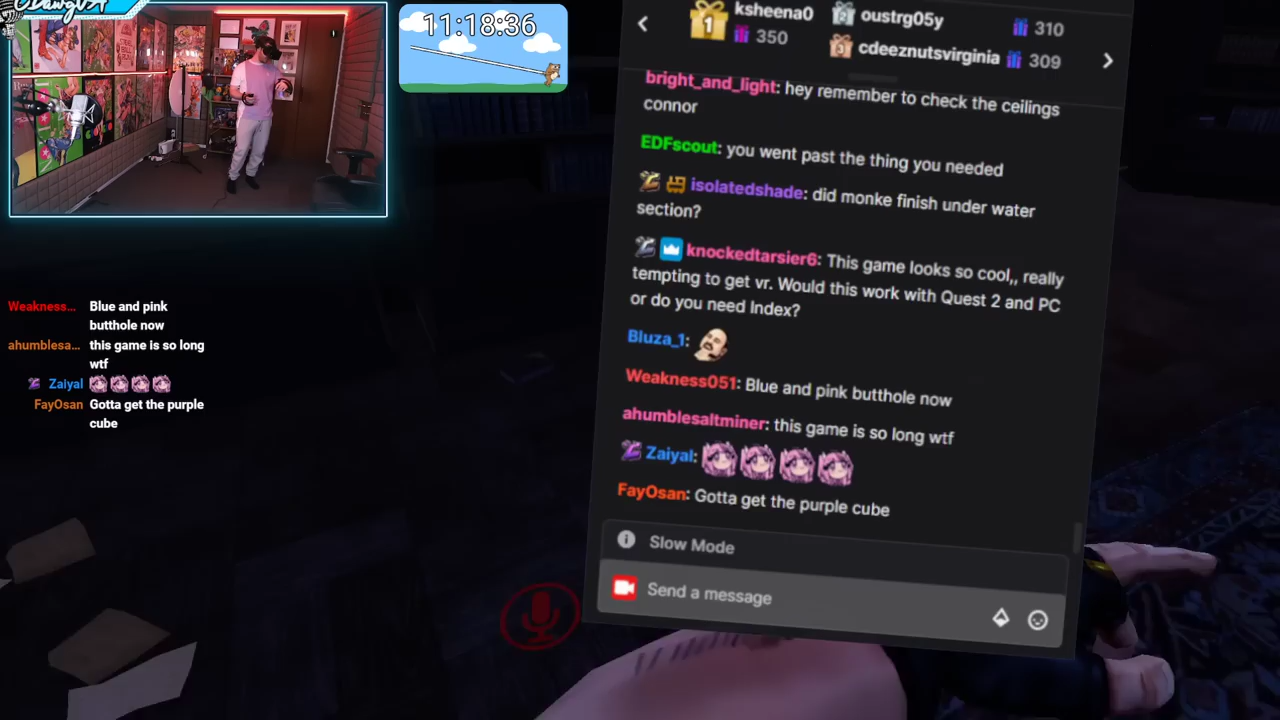 CDawgVA
11:18:36
Weakness... Blue and pink
butthole now
ahumblesa... this game is so long
wtf
Zaiyal
FayOsan Gotta get the purple
cube
1 ksheena0
350
2 oustrg05y 310
3 cdeeznutsvirginia 309
bright_and_light: hey remember to check the ceilings
connor
EDFscout: you went past the thing you needed
isolatedshade: did monke finish under water
section?
knockedtarsier6: This game looks so cool,, really
tempting to get vr. Would this work with Quest 2 and PC
or do you need Index?
Bluza_1:
Weakness051: Blue and pink butthole now
ahumblesaltminer: this game is so long wtf
Zaiyal:
FayOsan: Gotta get the purple cube
Slow Mode
Send a message